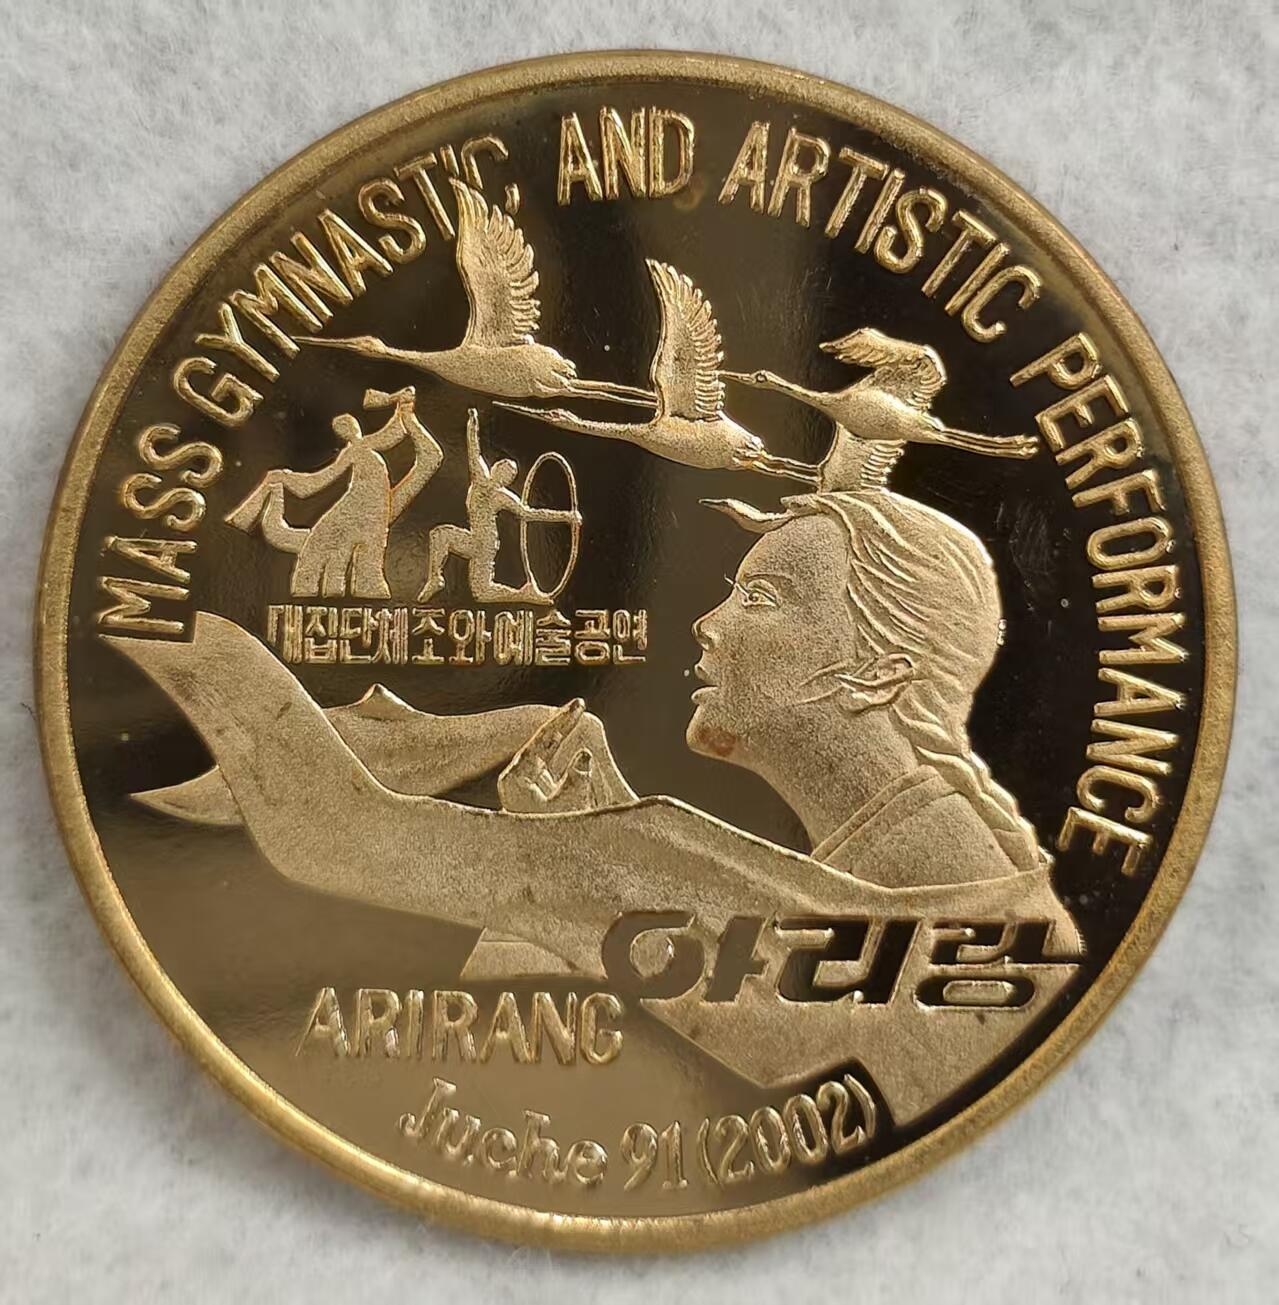 MASS GYMNASTIC AND ARTISTIC PERFORMANCE
대집단체조와 예술공연
아리랑
ARIRANG
Juche 91 (2002)